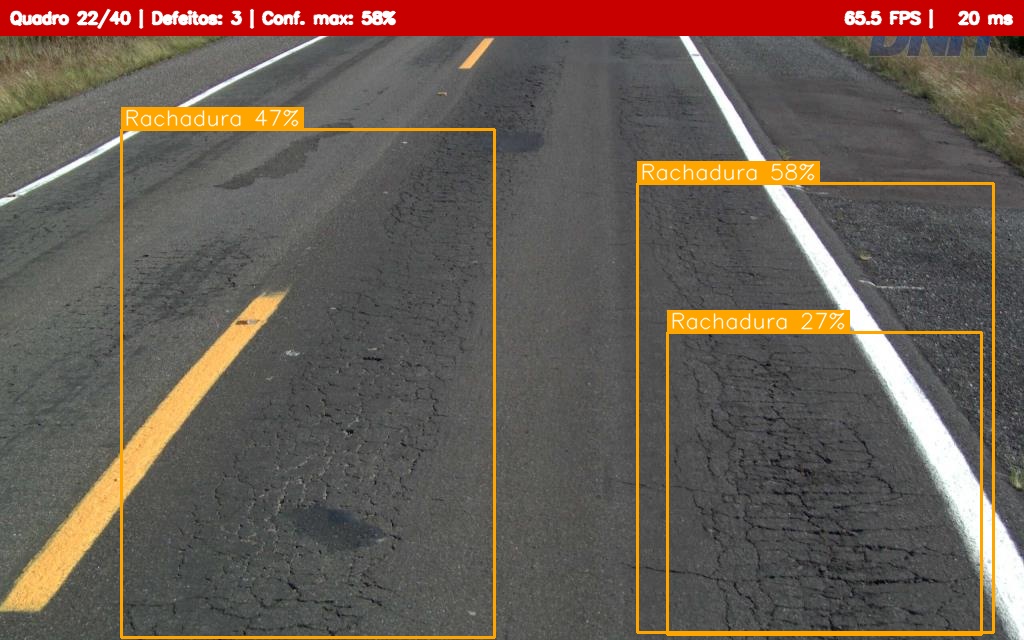 Quadro 22/40 | Defeitos: 3 | Conf. max: 58%
65.5 FPS | 20 ms
DNIT
Rachadura 47%
Rachadura 58%
Rachadura 27%